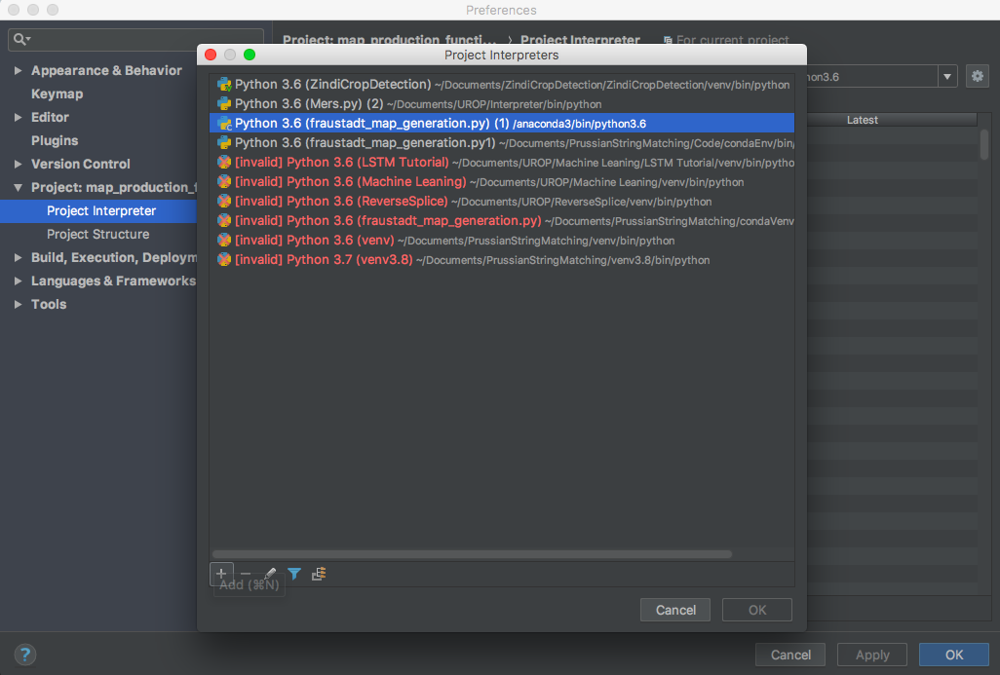 Preferences
Project: map_production_functi... › Project Interpreter For current project
Project Interpreters
Appearance & Behavior
Keymap
Editor
Plugins
Version Control
Project: map_production_f
Project Interpreter
Project Structure
Build, Execution, Deploym
Languages & Frameworks
Tools
Python 3.6 (ZindiCropDetection) ~/Documents/ZindiCropDetection/ZindiCropDetection/venv/bin/python
Python 3.6 (Mers.py) (2) ~/Documents/UROP/Interpreter/bin/python
Python 3.6 (fraustadt_map_generation.py) (1) /anaconda3/bin/python3.6
Python 3.6 (fraustadt_map_generation.py1) ~/Documents/PrussianStringMatching/Code/condaEnv/bin/
[invalid] Python 3.6 (LSTM Tutorial) ~/Documents/UROP/Machine Leaning/LSTM Tutorial/venv/bin/pytho
[invalid] Python 3.6 (Machine Leaning) ~/Documents/UROP/Machine Leaning/venv/bin/python
[invalid] Python 3.6 (ReverseSplice) ~/Documents/UROP/ReverseSplice/venv/bin/python
[invalid] Python 3.6 (fraustadt_map_generation.py) ~/Documents/PrussianStringMatching/condaVenv
[invalid] Python 3.6 (venv) ~/Documents/PrussianStringMatching/venv/bin/python
[invalid] Python 3.7 (venv3.8) ~/Documents/PrussianStringMatching/venv3.8/bin/python
Add (⌘N)
Cancel
OK
non3.6
Latest
?
Cancel
Apply
OK